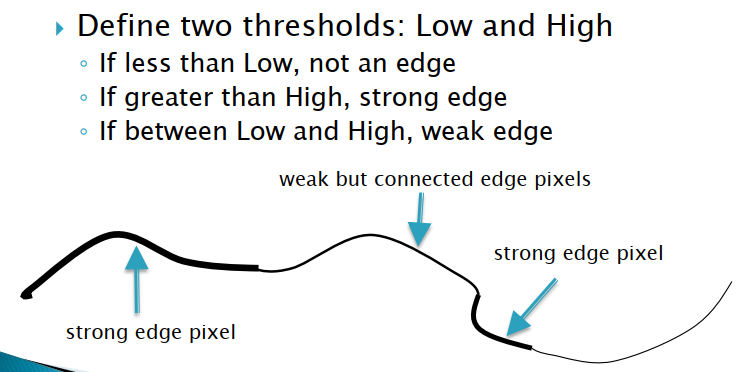 Define two thresholds: Low and High
If less than Low, not an edge
If greater than High, strong edge
If between Low and High, weak edge
weak but connected edge pixels
strong edge pixel
strong edge pixel